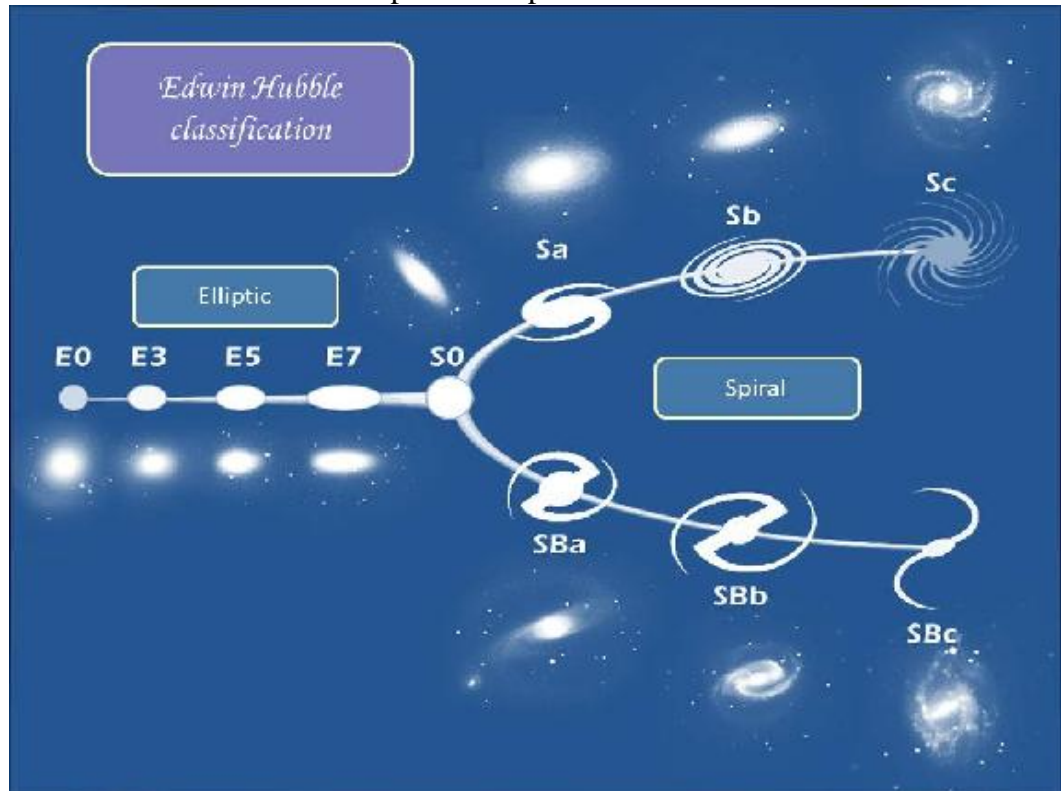 Edwin Hubble
classification
Sc
Sb
Sa
Elliptic
E0 E3 E5 E7 S0
Spiral
SBa
SBb
SBc